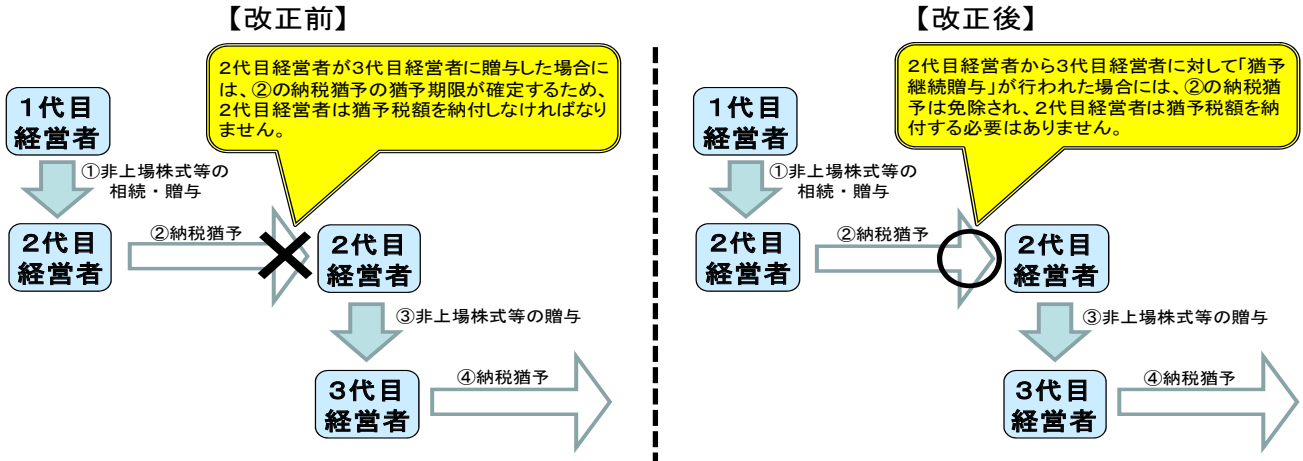 【改正前】
2代目経営者が3代目経営者に贈与した場合に
は、②の納税猶予の猶予期限が確定するため、
2代目経営者は猶予税額を納付しなければなり
ません。
1代目
経営者
①非上場株式等の
相続・贈与
2代目
経営者
②納税猶予
2代目
経営者
③非上場株式等の贈与
3代目
経営者
④納税猶予
【改正後】
2代目経営者から3代目経営者に対して「猶予
継続贈与」が行われた場合には、②の納税猶
予は免除され、2代目経営者は猶予税額を納
付する必要はありません。
1代目
経営者
①非上場株式等の
相続・贈与
2代目
経営者
②納税猶予
2代目
経営者
③非上場株式等の贈与
3代目
経営者
④納税猶予